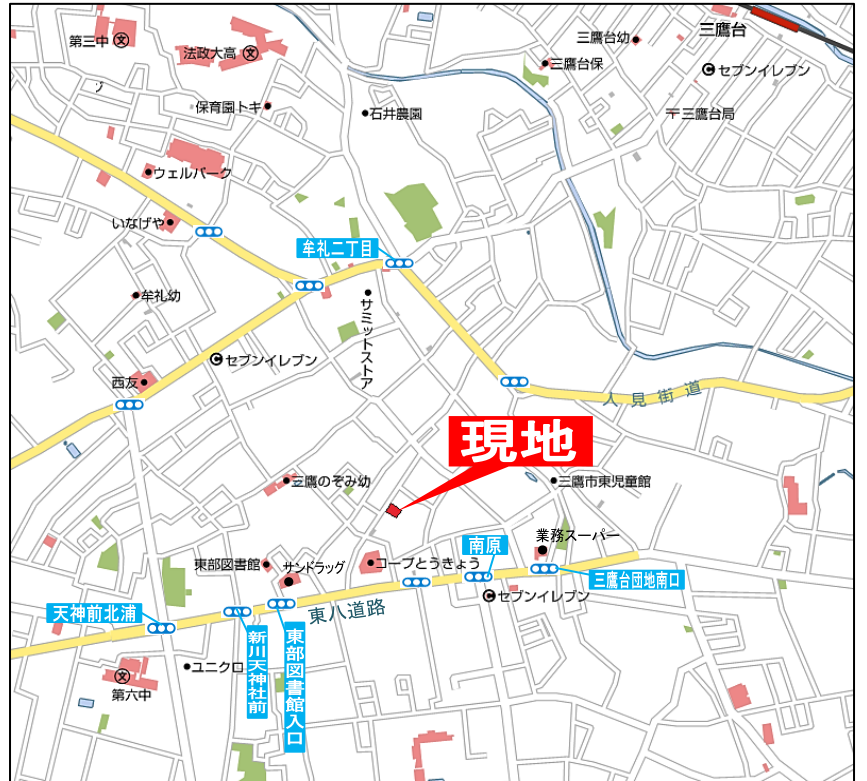 三鷹台
第三中
法政大高
三鷹台幼
三鷹台保
セブンイレブン
保育園トキ
石井農園
三鷹台局
ウェルパーク
いなげや
牟礼二丁目
牟礼幼
サミットストア
セブンイレブン
西友
人見街道
現地
三鷹のぞみ幼
三鷹市東児童館
業務スーパー
南原
東部図書館
サンドラッグ
コープとうきょう
三鷹台団地南口
セブンイレブン
天神前北浦
東八道路
新川天神社前
東部図書館入口
ユニクロ
第六中